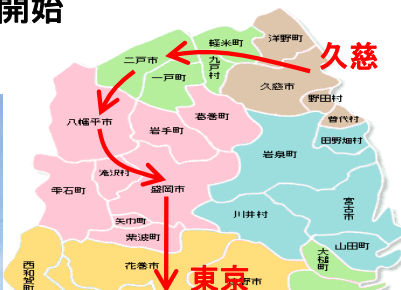 開始
軽米町
洋野町
二戸市
九戸村
久慈
一戸町
久慈市
野田村
八幡平市
葛巻町
岩手町
普代村
岩泉町
田野畑村
滝沢村
雫石町
盛岡市
宮古市
川井村
矢巾町
紫波町
山田町
大槌町
西和賀町
花巻市
東京
野市